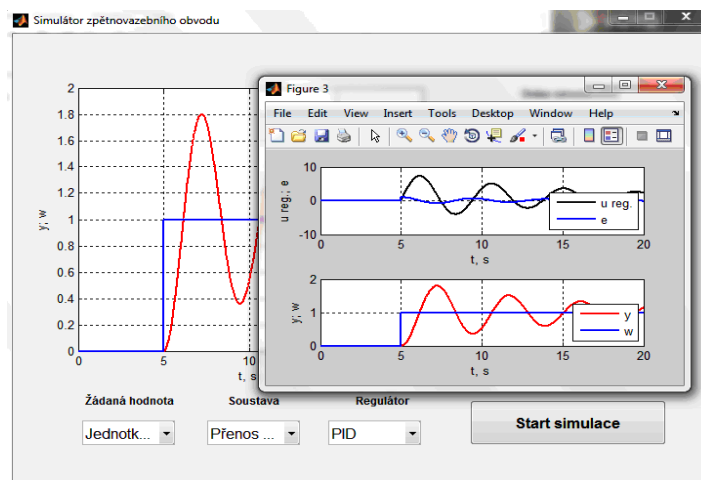 Simulátor zpětnovazebního obvodu
2
1.8
1.6
1.4
1.2
1
0.8
0.6
0.4
0.2
0
y; w
0 5 10
t, s
Figure 3
File Edit View Insert Tools Desktop Window Help
10
0
-10
u reg.; e
u reg.
e
0 5 10 15 20
t, s
2
1
0
y; w
y
w
0 5 10 15 20
t, s
Žádaná hodnota Soustava Regulátor
Jednotk... Přenos ... PID
Start simulace